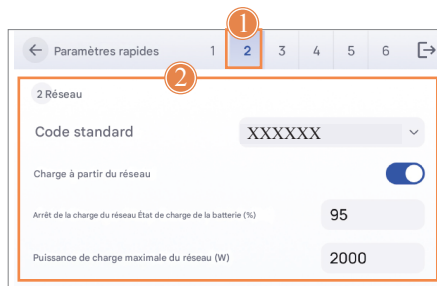 1
← Paramètres rapides 1 2 3 4 5 6
2
2 Réseau
Code standard XXXXXX
Charge à partir du réseau
Arrêt de la charge du réseau État de charge de la batterie (%) 95
Puissance de charge maximale du réseau (W) 2000